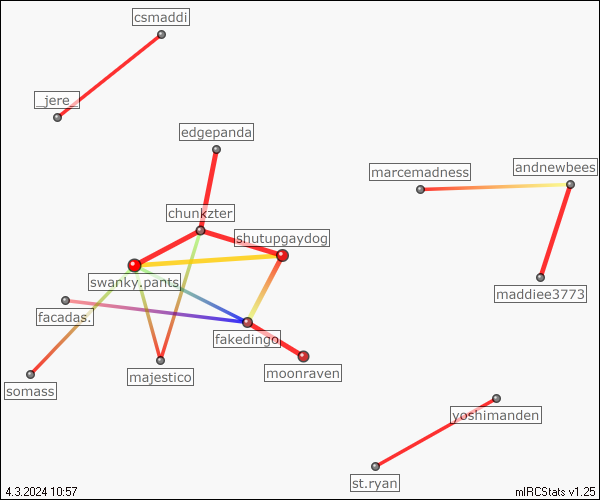 csmaddi
_jere_
edgepanda
andnewbees
marcemadness
chunkzter
shutupgaydog
swanky.pants
maddiee3773
facadas.
fakedingo
moonraven
majestico
somass
yoshimanden
st.ryan
4.3.2024 10:57
mIRCStats v1.25